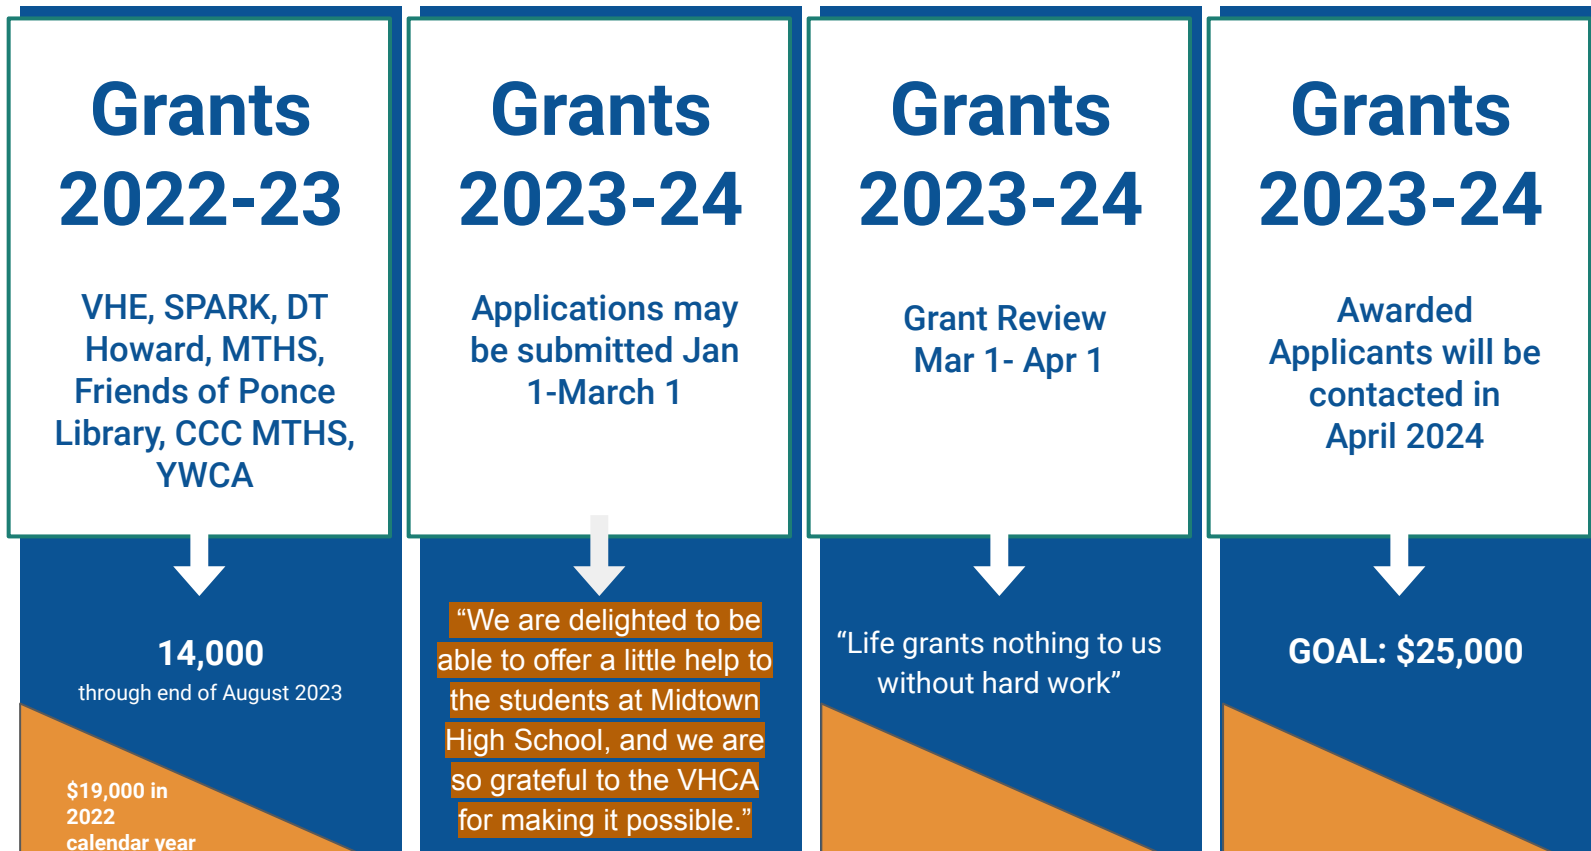 Grants
2022-23
VHE, SPARK, DT
Howard, MTHS,
Friends of Ponce
Library, CCC MTHS,
YWCA
14,000
through end of August 2023
$19,000 in
2022
calendar year
Grants
2023-24
Applications may
be submitted Jan
1-March 1
“We are delighted to be
able to offer a little help to
the students at Midtown
High School, and we are
so grateful to the VHCA
for making it possible.”
Grants
2023-24
Grant Review
Mar 1- Apr 1
“Life grants nothing to us
without hard work”
Grants
2023-24
Awarded
Applicants will be
contacted in
April 2024
GOAL: $25,000